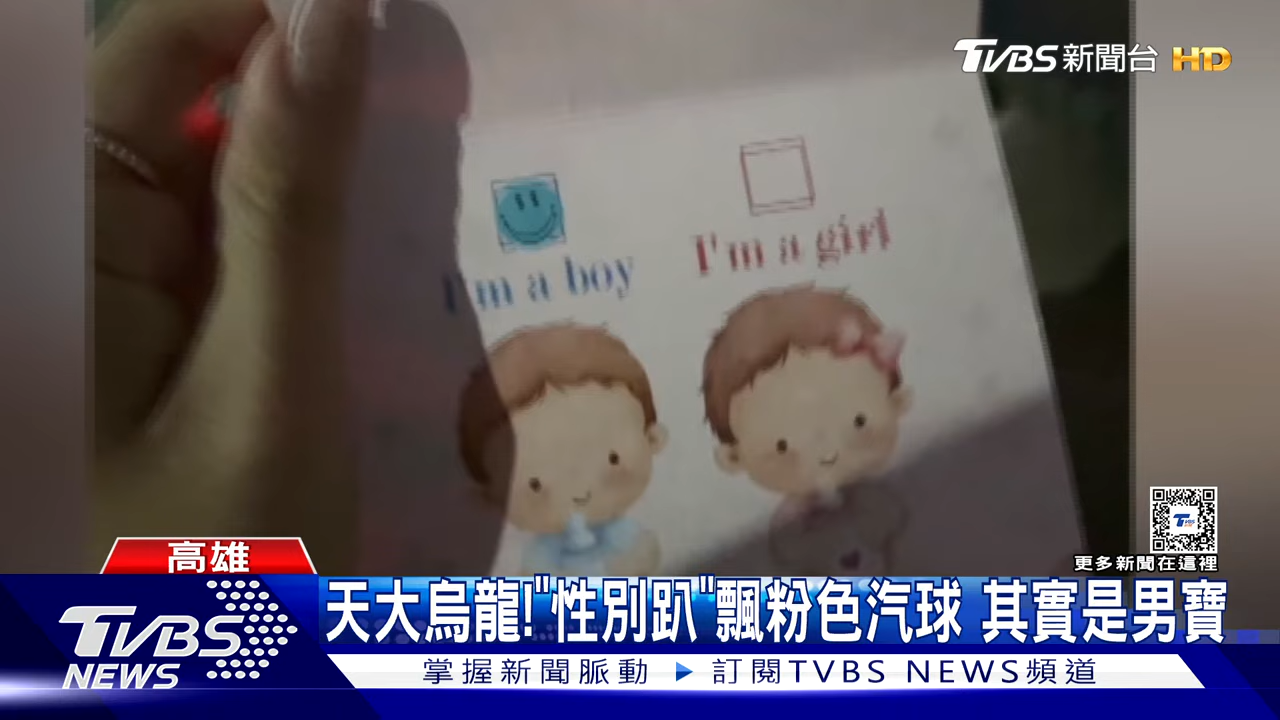 TVBS新聞台 HD
I'm a boy
I'm a girl
TVBS
更多新聞在這裡
高雄
天大烏龍!"性別趴"飄粉色汽球 其實是男寶
TVBS
NEWS
掌握新聞脈動 ▶ 訂閱TVBS NEWS頻道